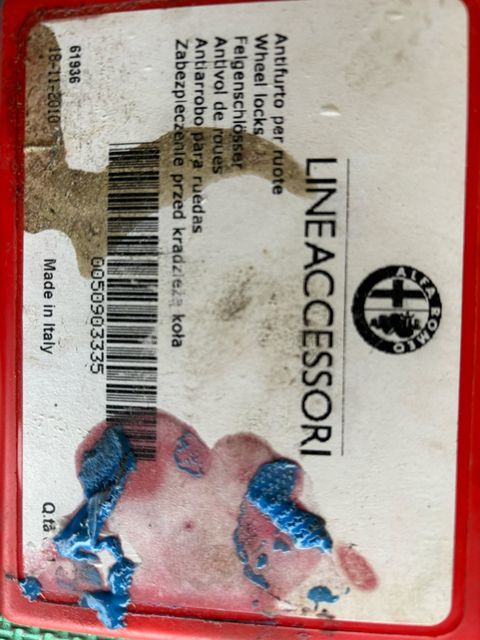 ALFA ROMEO
LINEACCESSORI
Antifurto per ruote
Wheel locks
Felgenschlösser
Antivol de roues
Antiarrobo para ruedas
Zabezpieczenie przed kradzieżą koła
0050903335
61936
18-11-2010
Made in Italy
Q.tà